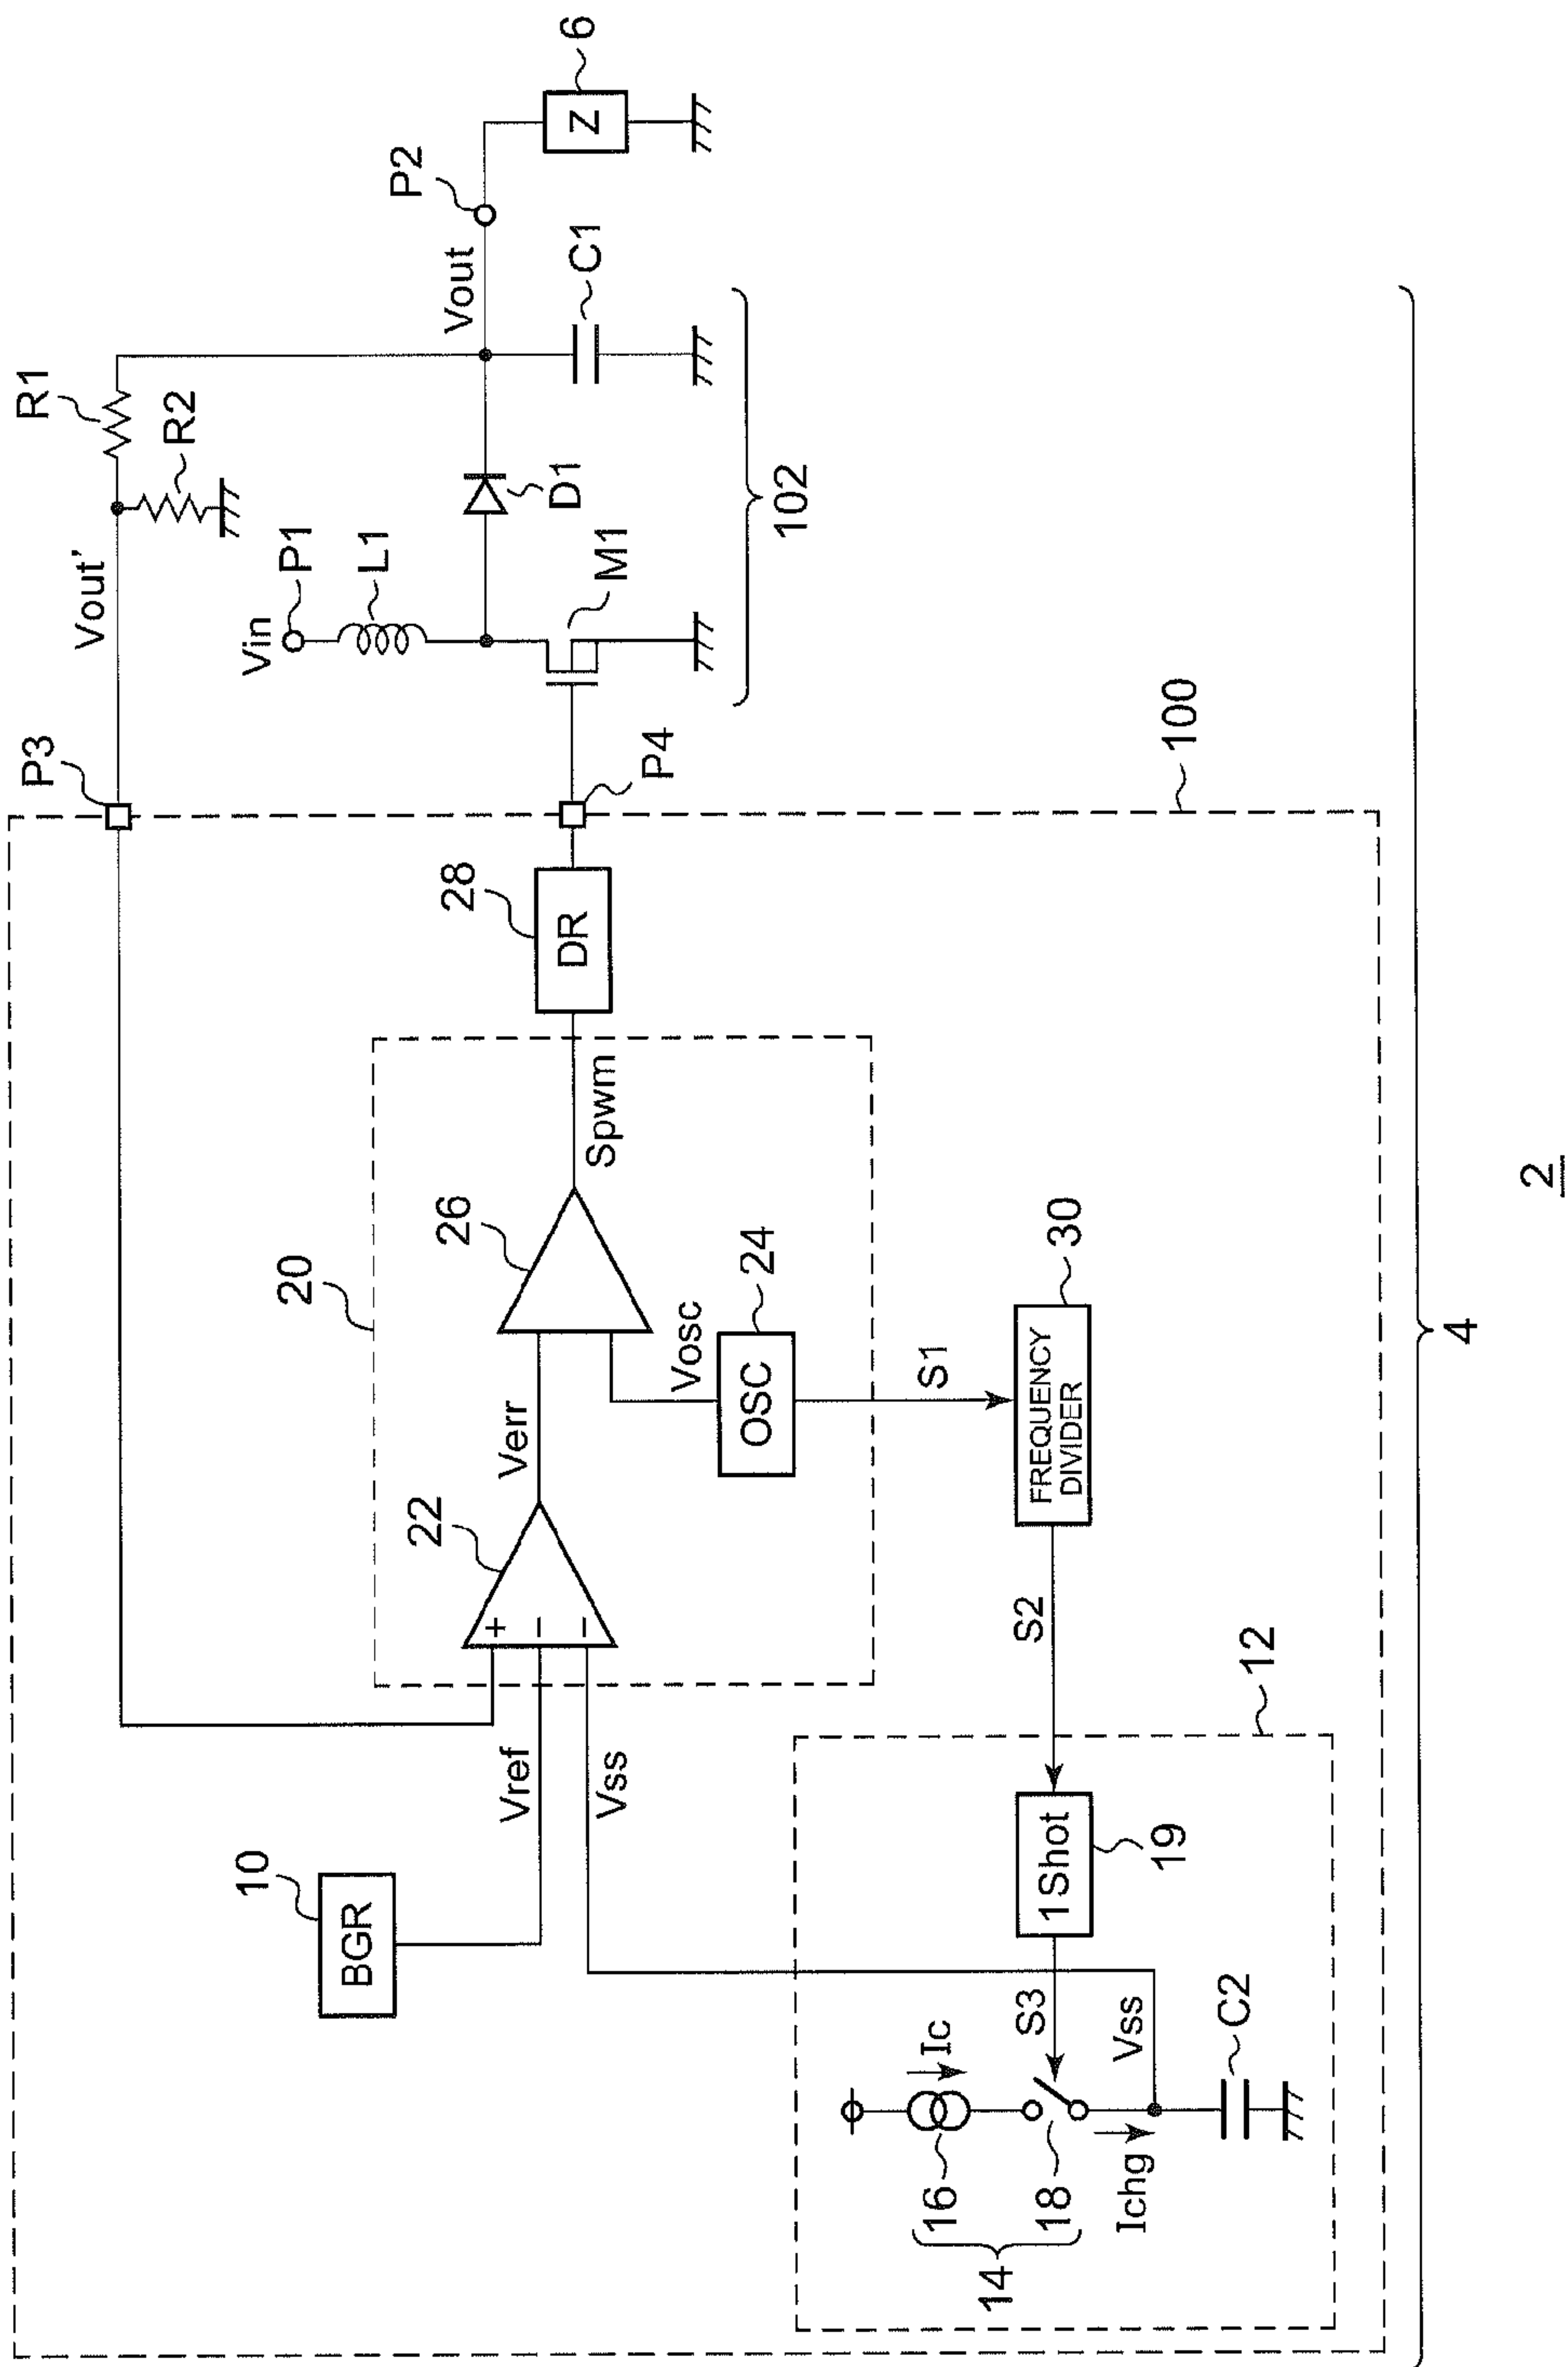 R1
R2
Vout'
P3
Vin
P1
L1
Vout
P2
6
Z
D1
C1
M1
102
P4
100
28
DR
20
22
+
−
−
Verr
26
Spwm
Vosc
24
OSC
S1
30
FREQUENCY
DIVIDER
S2
10
BGR
Vref
Vss
12
1Shot
19
S3
Ic
16
18
14
Ichg
Vss
C2
4
2